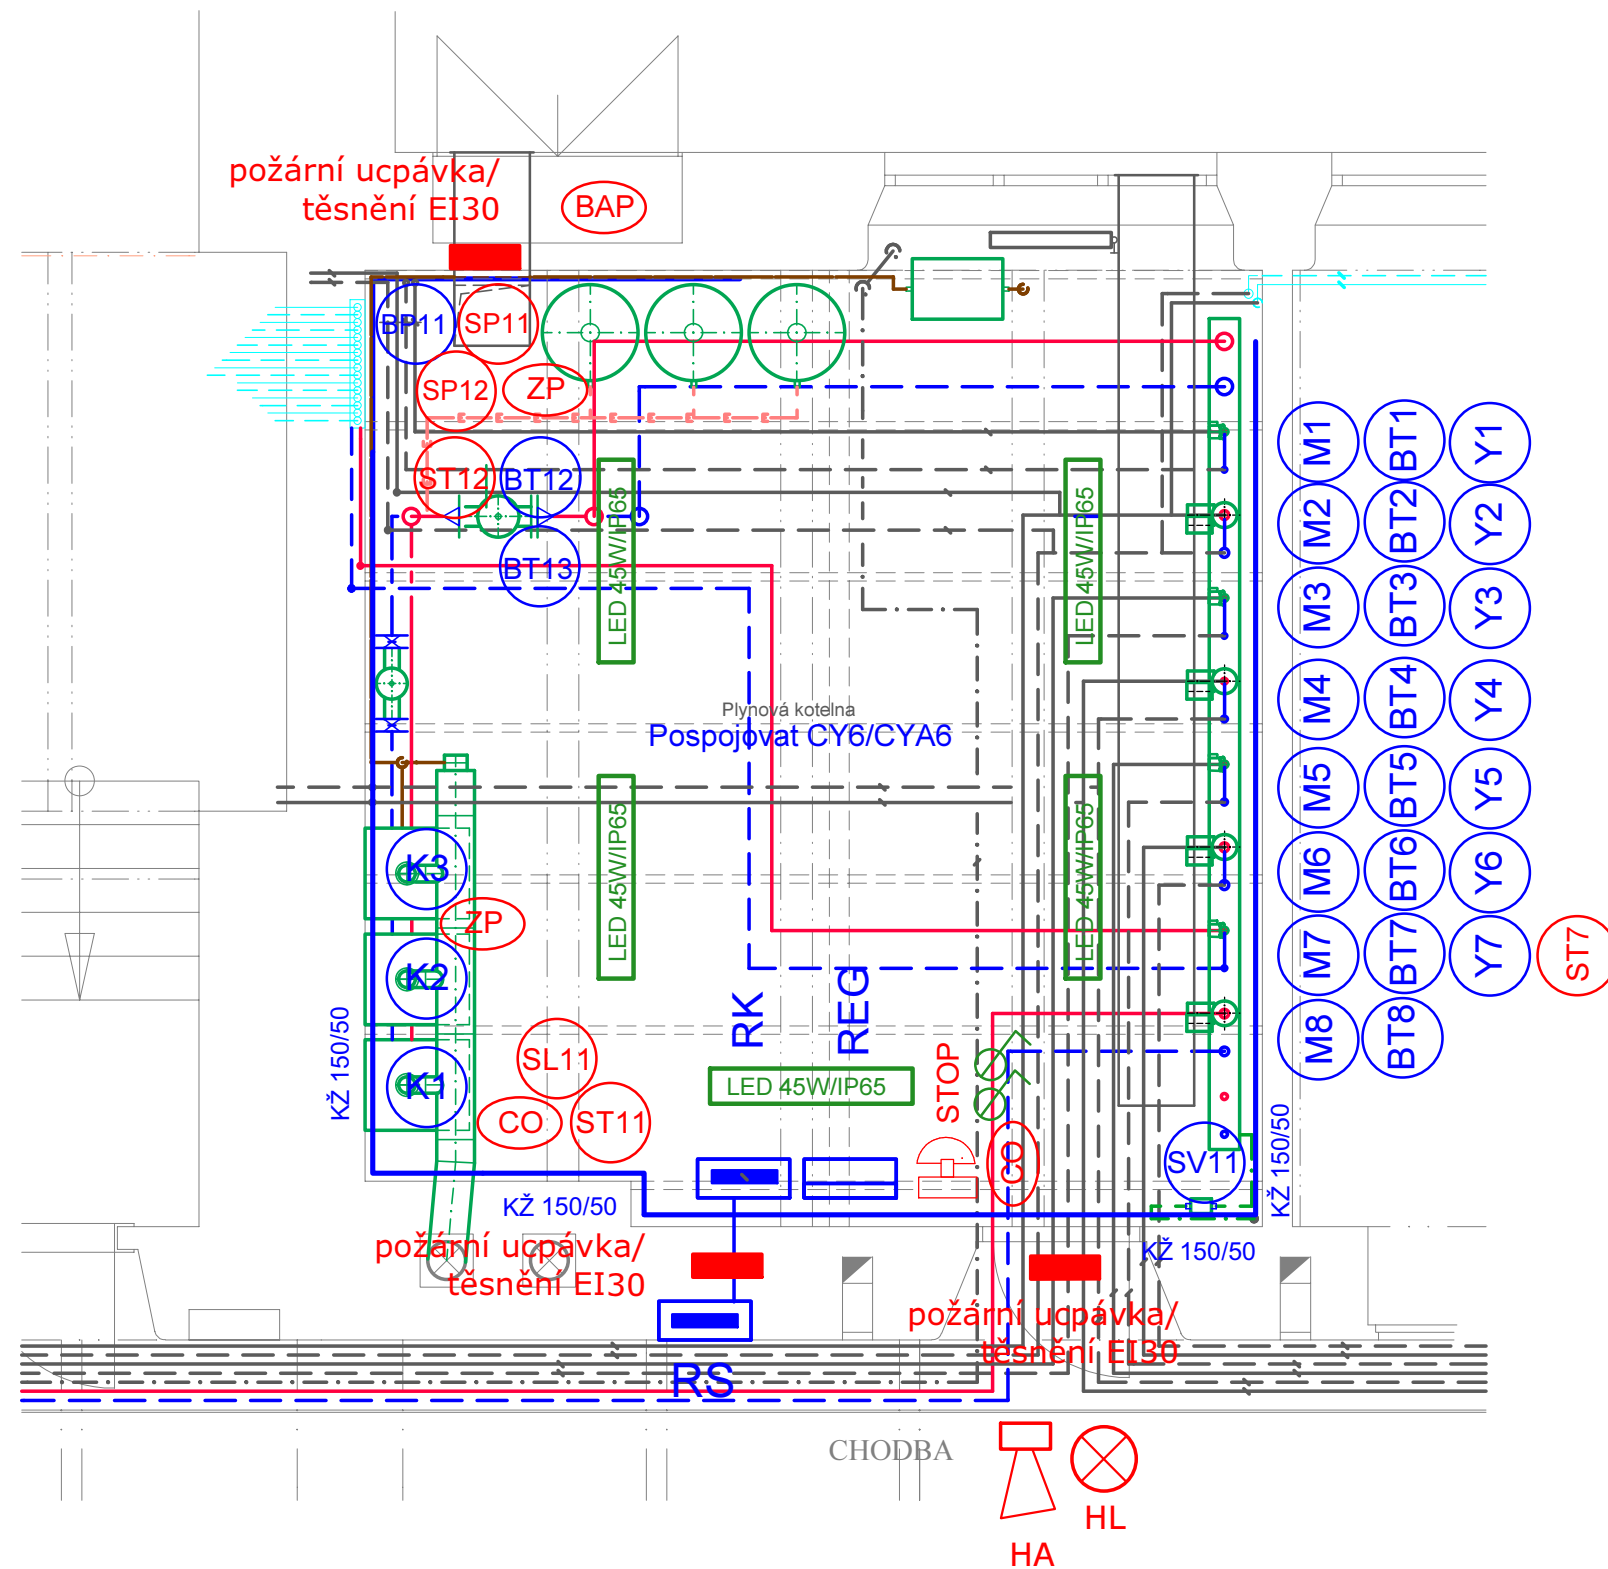 požární ucpávka/
těsnění EI30
BAP
BP11
SP11
SP12
ZP
ST12
BT12
BT13
LED 45W/IP65
LED 45W/IP65
M1 BT1 Y1
M2 BT2 Y2
M3 BT3 Y3
M4 BT4 Y4
M5 BT5 Y5
M6 BT6 Y6
M7 BT7 Y7 ST7
M8 BT8
Plynová kotelna
Pospojovat CY6/CYA6
LED 45W/IP65
LED 45W/IP65
K3
ZP
K2
K1
KŽ 150/50
SL11
CO
ST11
RK
REG
LED 45W/IP65
STOP
CO
SV11
KŽ 150/50
KŽ 150/50
KŽ 150/50
požární ucpávka/
těsnění EI30
požární ucpávka/
těsnění EI30
RS
CHODBA
HA
HL